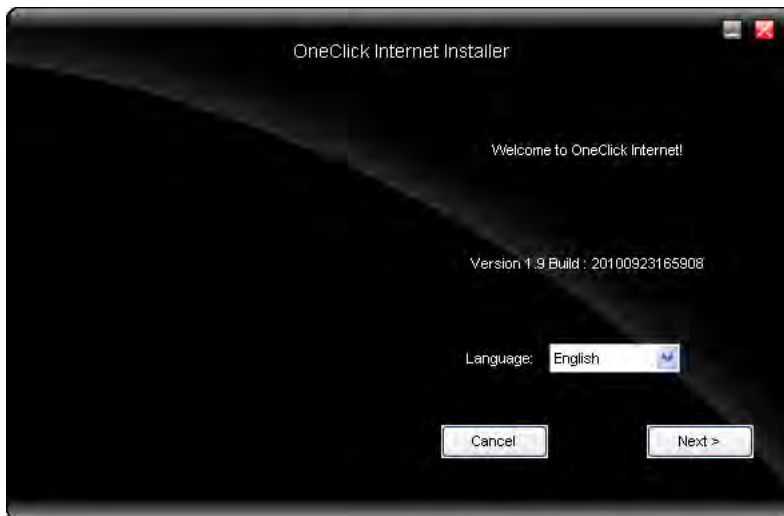 OneClick Internet Installer
Welcome to OneClick Internet!
Version 1.9 Build : 20100923165908
Language: English
Cancel Next >